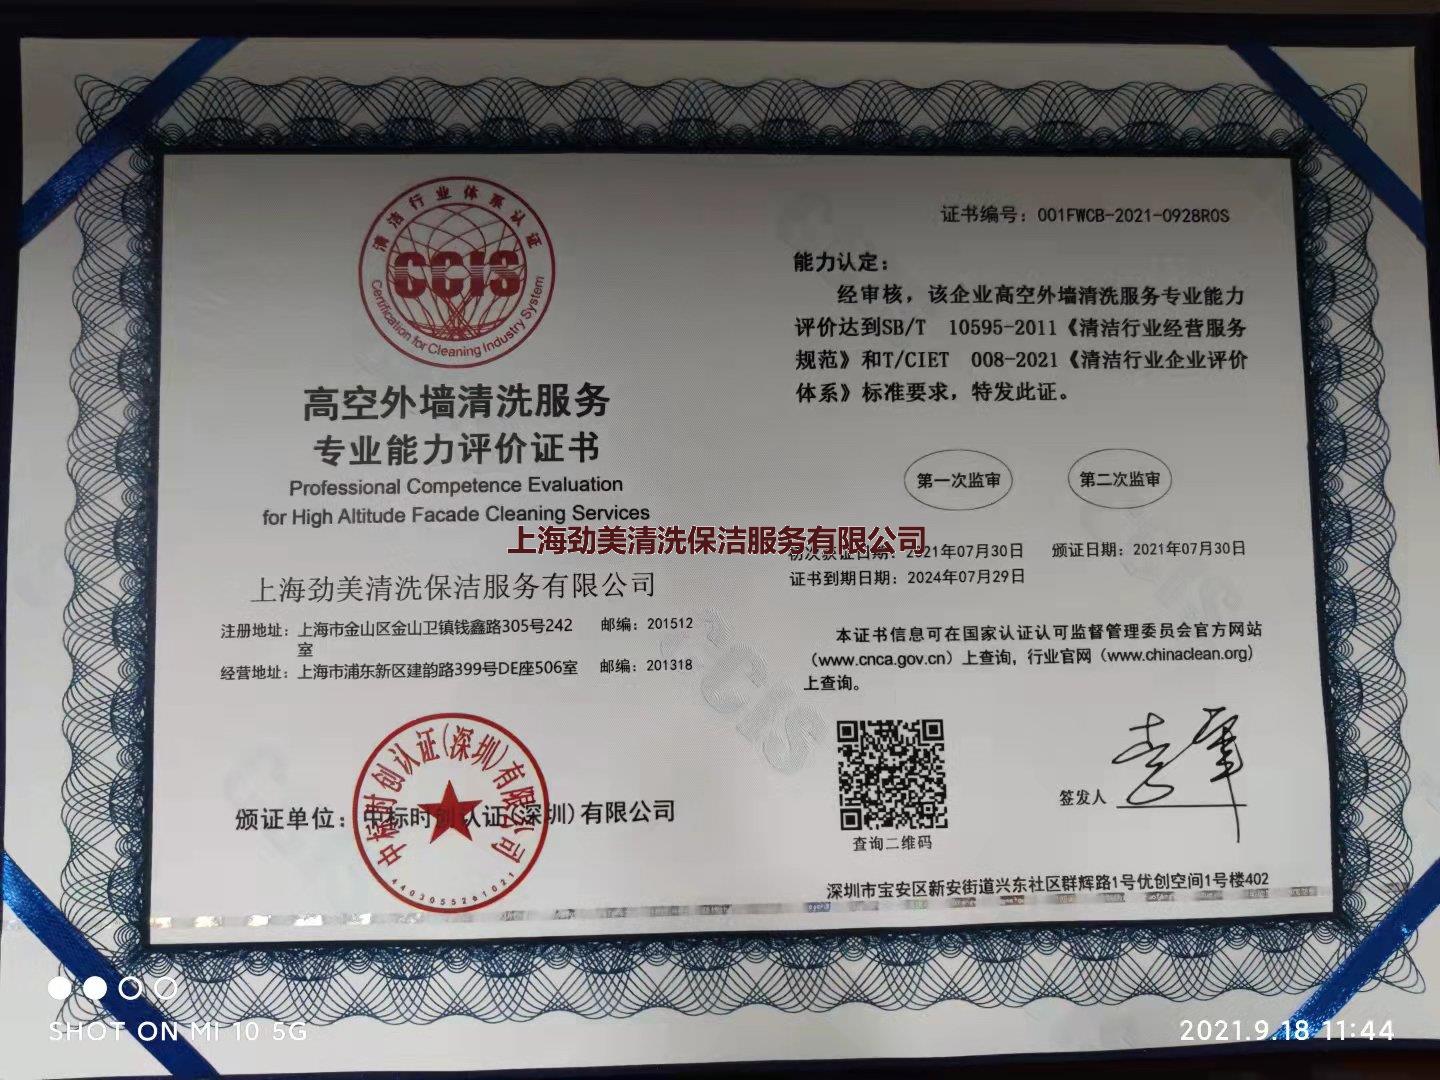 清洁行业体系认证
CCIS
Certification for Cleaning Industry System
高空外墙清洗服务
专业能力评价证书
Professional Competence Evaluation
for High Altitude Facade Cleaning Services
上海劲美清洗保洁服务有限公司
上海劲美清洗保洁服务有限公司
注册地址：上海市金山区金山卫镇钱鑫路305号242室 邮编：201512
经营地址：上海市浦东新区建韵路399号DE座506室 邮编：201318
颁证单位：中标时创认证(深圳)有限公司
中标时创认证(深圳)有限公司
4403055261021
证书编号：001FWCB-2021-0928R0S
能力认定：
经审核，该企业高空外墙清洗服务专业能力
评价达到SB/T 10595-2011《清洁行业经营服务
规范》和T/CIET 008-2021《清洁行业企业评价
体系》标准要求，特发此证。
第一次监审
第二次监审
初次获证日期：2021年07月30日 颁证日期：2021年07月30日
证书到期日期：2024年07月29日
本证书信息可在国家认证认可监督管理委员会官方网站
（www.cnca.gov.cn）上查询，行业官网（www.chinaclean.org）
上查询。
查询二维码
签发人
深圳市宝安区新安街道兴东社区群辉路1号优创空间1号楼402
SHOT ON MI 10 5G
2021.9.18 11:44